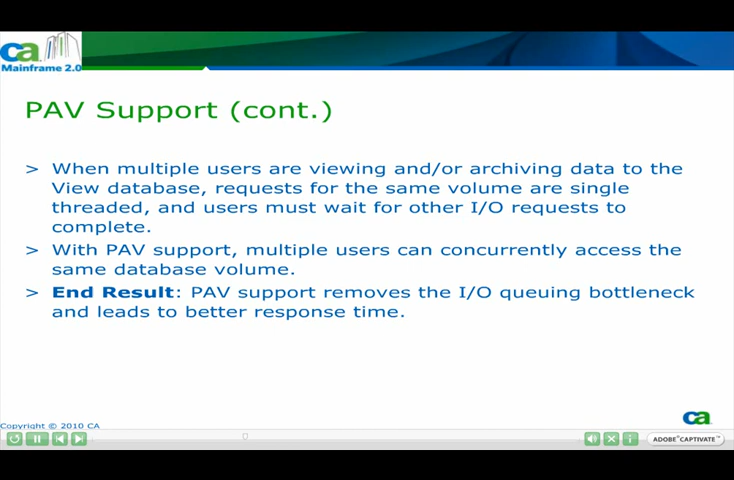 ca
Mainframe 2.0
PAV Support (cont.)
> When multiple users are viewing and/or archiving data to the
View database, requests for the same volume are single
threaded, and users must wait for other I/O requests to
complete.
> With PAV support, multiple users can concurrently access the
same database volume.
> End Result: PAV support removes the I/O queuing bottleneck
and leads to better response time.
ca
Copyright © 2010 CA
ADOBE® CAPTIVATE™